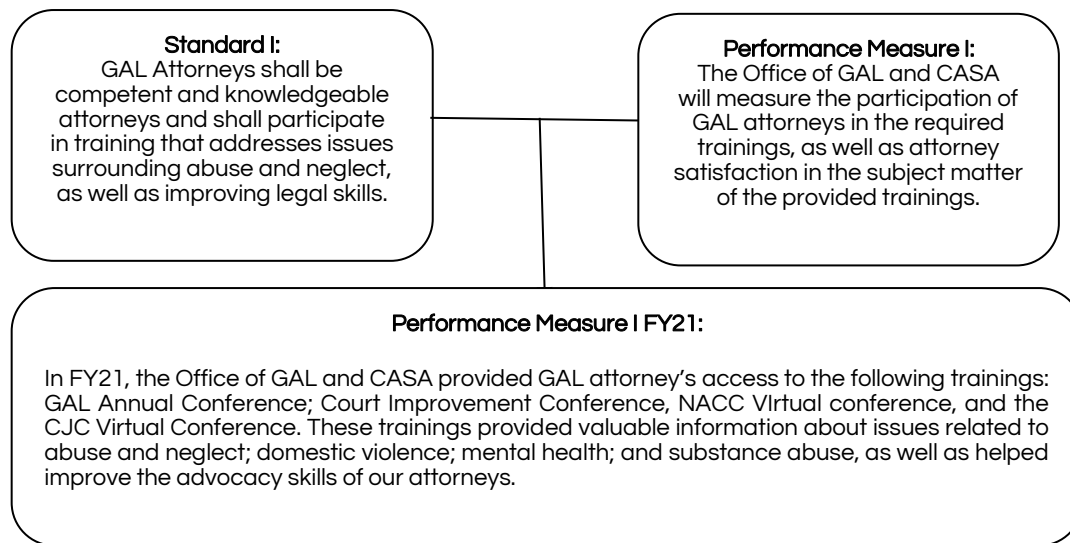 Standard I:
GAL Attorneys shall be
competent and knowledgeable
attorneys and shall participate
in training that addresses issues
surrounding abuse and neglect,
as well as improving legal skills.
Performance Measure I:
The Office of GAL and CASA
will measure the participation of
GAL attorneys in the required
trainings, as well as attorney
satisfaction in the subject matter
of the provided trainings.
Performance Measure I FY21:
In FY21, the Office of GAL and CASA provided GAL attorney's access to the following trainings:
GAL Annual Conference; Court Improvement Conference, NACC VIrtual conference, and the
CJC Virtual Conference. These trainings provided valuable information about issues related to
abuse and neglect; domestic violence; mental health; and substance abuse, as well as helped
improve the advocacy skills of our attorneys.